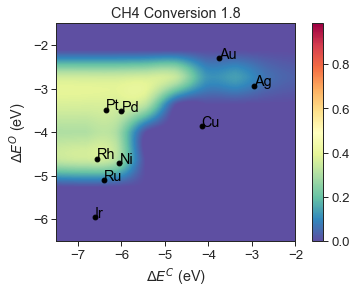 CH4 Conversion 1.8
−2
−3
−4
−5
−6
ΔE^O (eV)
Au
Ag
Pt
Pd
Cu
Rh
Ni
Ru
Ir
−7
−6
−5
−4
−3
−2
ΔE^C (eV)
0.8
0.6
0.4
0.2
0.0